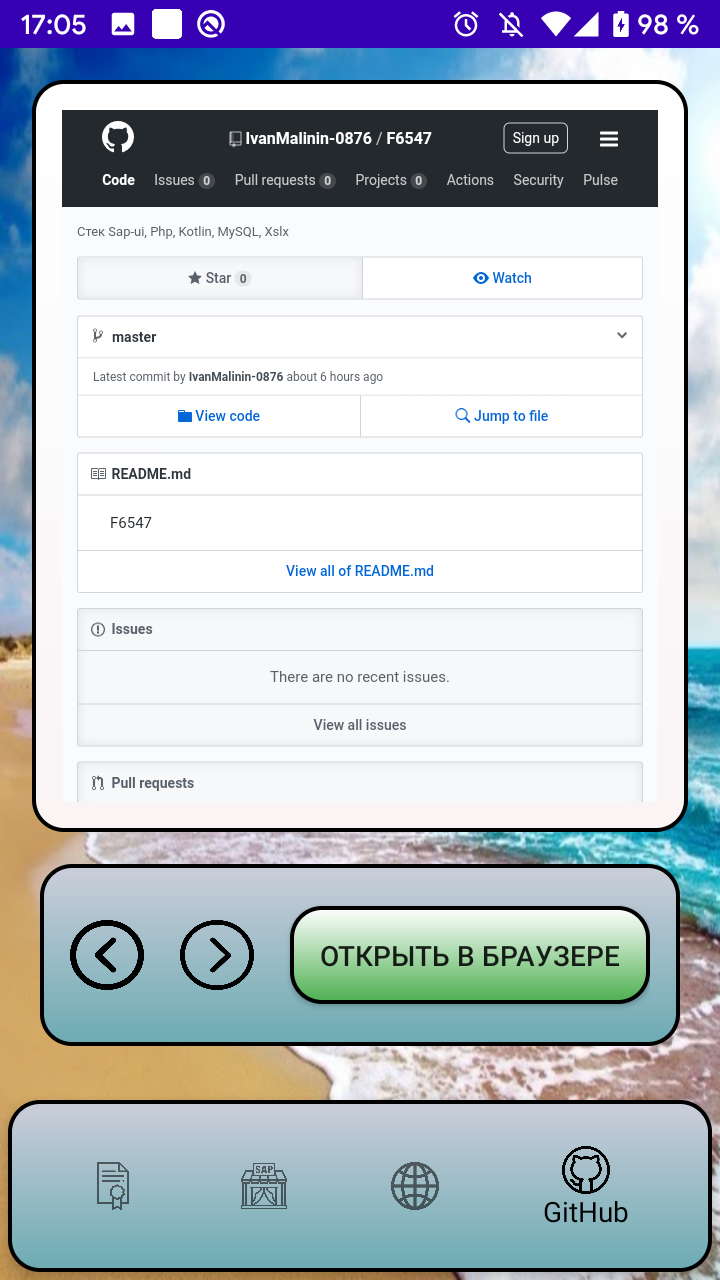 17:05 98 %
IvanMalinin-0876 / F6547 Sign up
Code Issues 0 Pull requests 0 Projects 0 Actions Security Pulse
Стек Sap-ui, Php, Kotlin, MySQL, Xslx
Star 0 Watch
master
Latest commit by IvanMalinin-0876 about 6 hours ago
View code Jump to file
README.md
F6547
View all of README.md
Issues
There are no recent issues.
View all issues
Pull requests
ОТКРЫТЬ В БРАУЗЕРЕ
SAP
GitHub